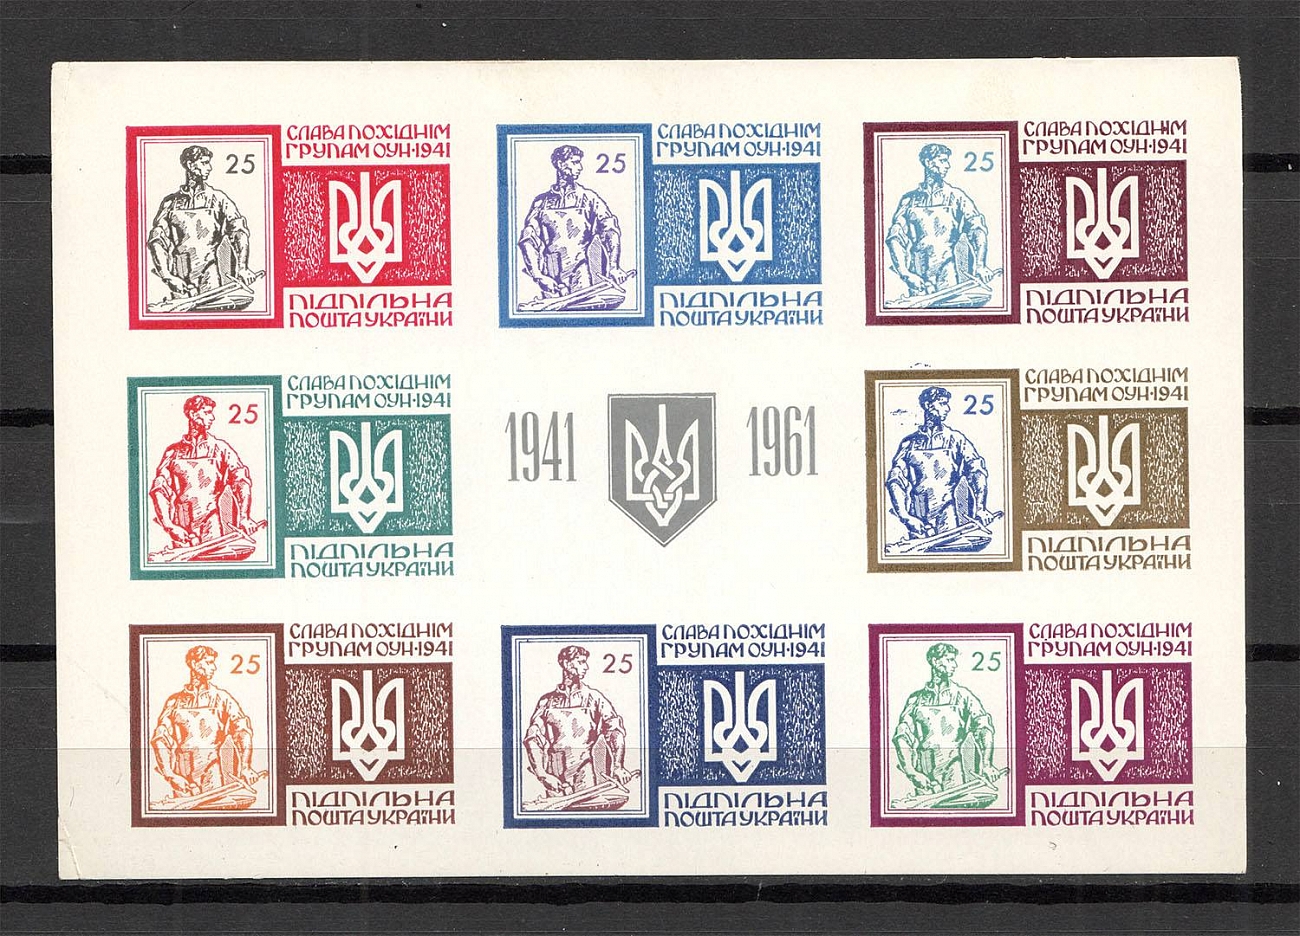 СЛАВА ПОХІДНІМ
ГРУПАМ ОУН·1941
25
ПІДПІЛЬНА
ПОШТА УКРАЇНИ
СЛАВА ПОХІДНІМ
ГРУПАМ ОУН·1941
25
ПІДПІЛЬНА
ПОШТА УКРАЇНИ
СЛАВА ПОХІДНІМ
ГРУПАМ ОУН·1941
25
ПІДПІЛЬНА
ПОШТА УКРАЇНИ
СЛАВА ПОХІДНІМ
ГРУПАМ ОУН·1941
25
ПІДПІЛЬНА
ПОШТА УКРАЇНИ
1941
1961
СЛАВА ПОХІДНІМ
ГРУПАМ ОУН·1941
25
ПІДПІЛЬНА
ПОШТА УКРАЇНИ
СЛАВА ПОХІДНІМ
ГРУПАМ ОУН·1941
25
ПІДПІЛЬНА
ПОШТА УКРАЇНИ
СЛАВА ПОХІДНІМ
ГРУПАМ ОУН·1941
25
ПІДПІЛЬНА
ПОШТА УКРАЇНИ
СЛАВА ПОХІДНІМ
ГРУПАМ ОУН·1941
25
ПІДПІЛЬНА
ПОШТА УКРАЇНИ